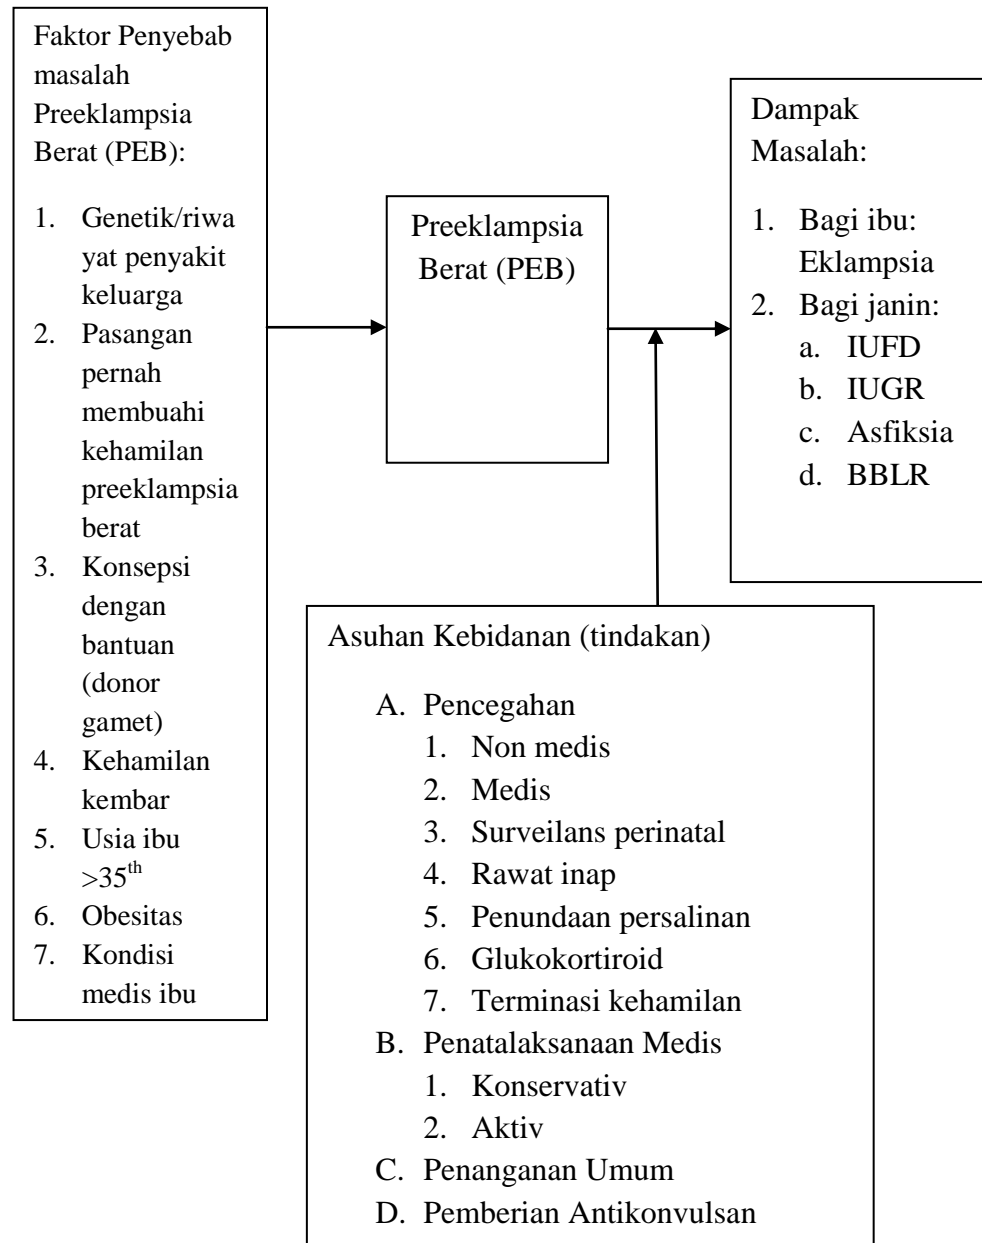 Faktor Penyebab
masalah
Preeklampsia
Berat (PEB):
1. Genetik/riwa
yat penyakit
keluarga
2. Pasangan
pernah
membuahi
kehamilan
preeklampsia
berat
3. Konsepsi
dengan
bantuan
(donor
gamet)
4. Kehamilan
kembar
5. Usia ibu
>35th
6. Obesitas
7. Kondisi
medis ibu
Preeklampsia
Berat (PEB)
Dampak
Masalah:
1. Bagi ibu:
Eklampsia
2. Bagi janin:
a. IUFD
b. IUGR
c. Asfiksia
d. BBLR
Asuhan Kebidanan (tindakan)
A. Pencegahan
1. Non medis
2. Medis
3. Surveilans perinatal
4. Rawat inap
5. Penundaan persalinan
6. Glukokortiroid
7. Terminasi kehamilan
B. Penatalaksanaan Medis
1. Konservativ
2. Aktiv
C. Penanganan Umum
D. Pemberian Antikonvulsan